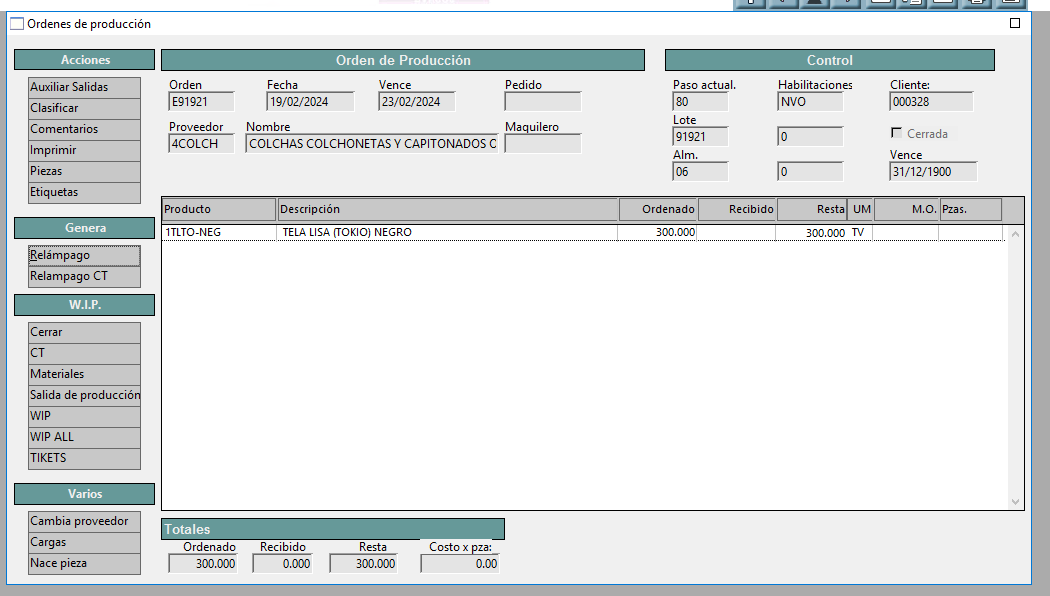 Ordenes de producción
Acciones
Auxiliar Salidas
Clasificar
Comentarios
Imprimir
Piezas
Etiquetas
Genera
Relámpago
Relampago CT
W.I.P.
Cerrar
CT
Materiales
Salida de producción
WIP
WIP ALL
TIKETS
Varios
Cambia proveedor
Cargas
Nace pieza
Orden de Producción
Orden Fecha Vence Pedido
E91921 19/02/2024 23/02/2024
Proveedor Nombre Maquilero
4COLCH COLCHAS COLCHONETAS Y CAPITONADOS C
Control
Paso actual. Habilitaciones Cliente:
80 NVO 000328
Lote
91921 0 Cerrada
Alm. Vence
06 0 31/12/1900
Producto Descripción Ordenado Recibido Resta UM M.O. Pzas.
1TLTO-NEG TELA LISA (TOKIO) NEGRO 300.000 300.000 TV
Totales
Ordenado Recibido Resta Costo x pza:
300.000 0.000 300.000 0.00